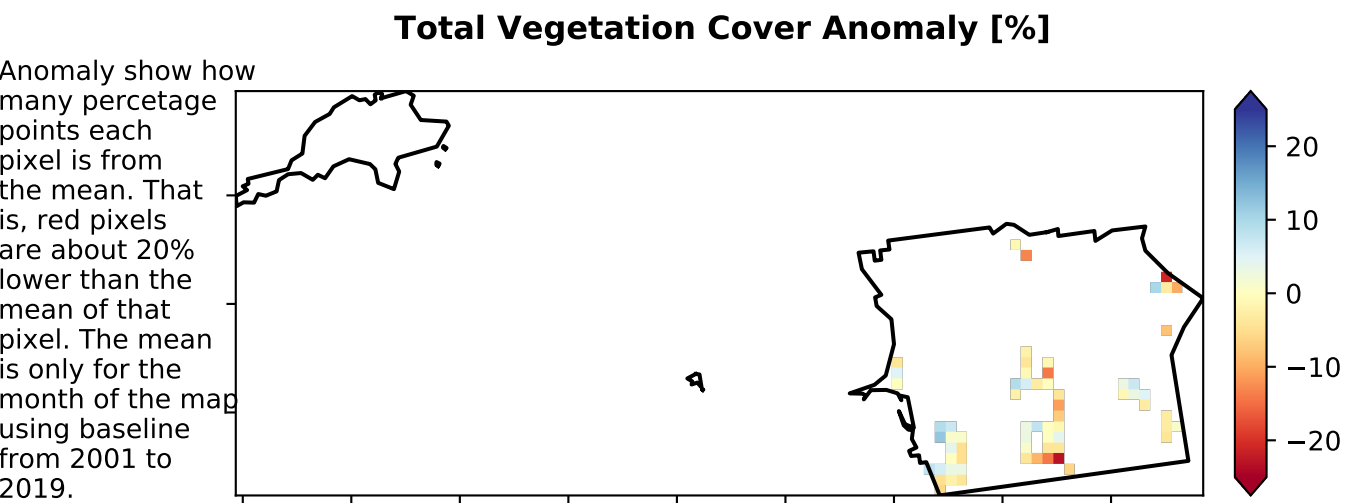 Total Vegetation Cover Anomaly [%]
Anomaly show how
many percetage
points each
pixel is from
the mean. That
is, red pixels
are about 20%
lower than the
mean of that
pixel. The mean
is only for the
month of the map
using baseline
from 2001 to
2019.
20
10
0
−10
−20